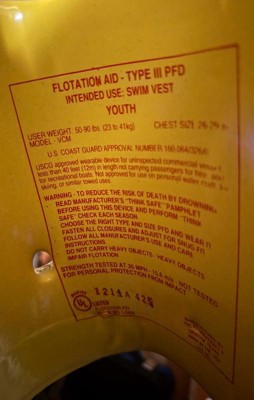 FLOTATION AID - TYPE III PFD
INTENDED USE: SWIM VEST
YOUTH
USER WEIGHT: 50-90 lbs. (23 to 41kg) CHEST SIZE: 26-29 in
MODEL - VCM
U.S. COAST GUARD APPROVAL NUMBER 160.064/3264/
USCG approved wearable device for uninspected commercial
less than 40 feet (12m) in length not carrying passengers for
for recreational boats. Not approved for use on personal water
skiing, or similar towed uses.
WARNING - TO REDUCE THE RISK OF DEATH BY DROWNING
READ MANUFACTURER'S "THINK SAFE" PAMPHLET
BEFORE USING THIS DEVICE AND PERFORM "THINK
SAFE" CHECK EACH SEASON.
CHOOSE THE RIGHT TYPE AND SIZE PFD AND WEAR IT
FASTEN ALL CLOSURES AND ADJUST FOR SNUG FIT
FOLLOW ALL MANUFACTURER'S USE AND CARE
INSTRUCTIONS.
DO NOT CARRY HEAVY OBJECTS. HEAVY OBJECTS
IMPAIR FLOTATION
STRENGTH TESTED AT 35 MPH - 15.6 m/s NOT TESTED
FOR PERSONAL PROTECTION FROM IMPACT
UL
1211A 425